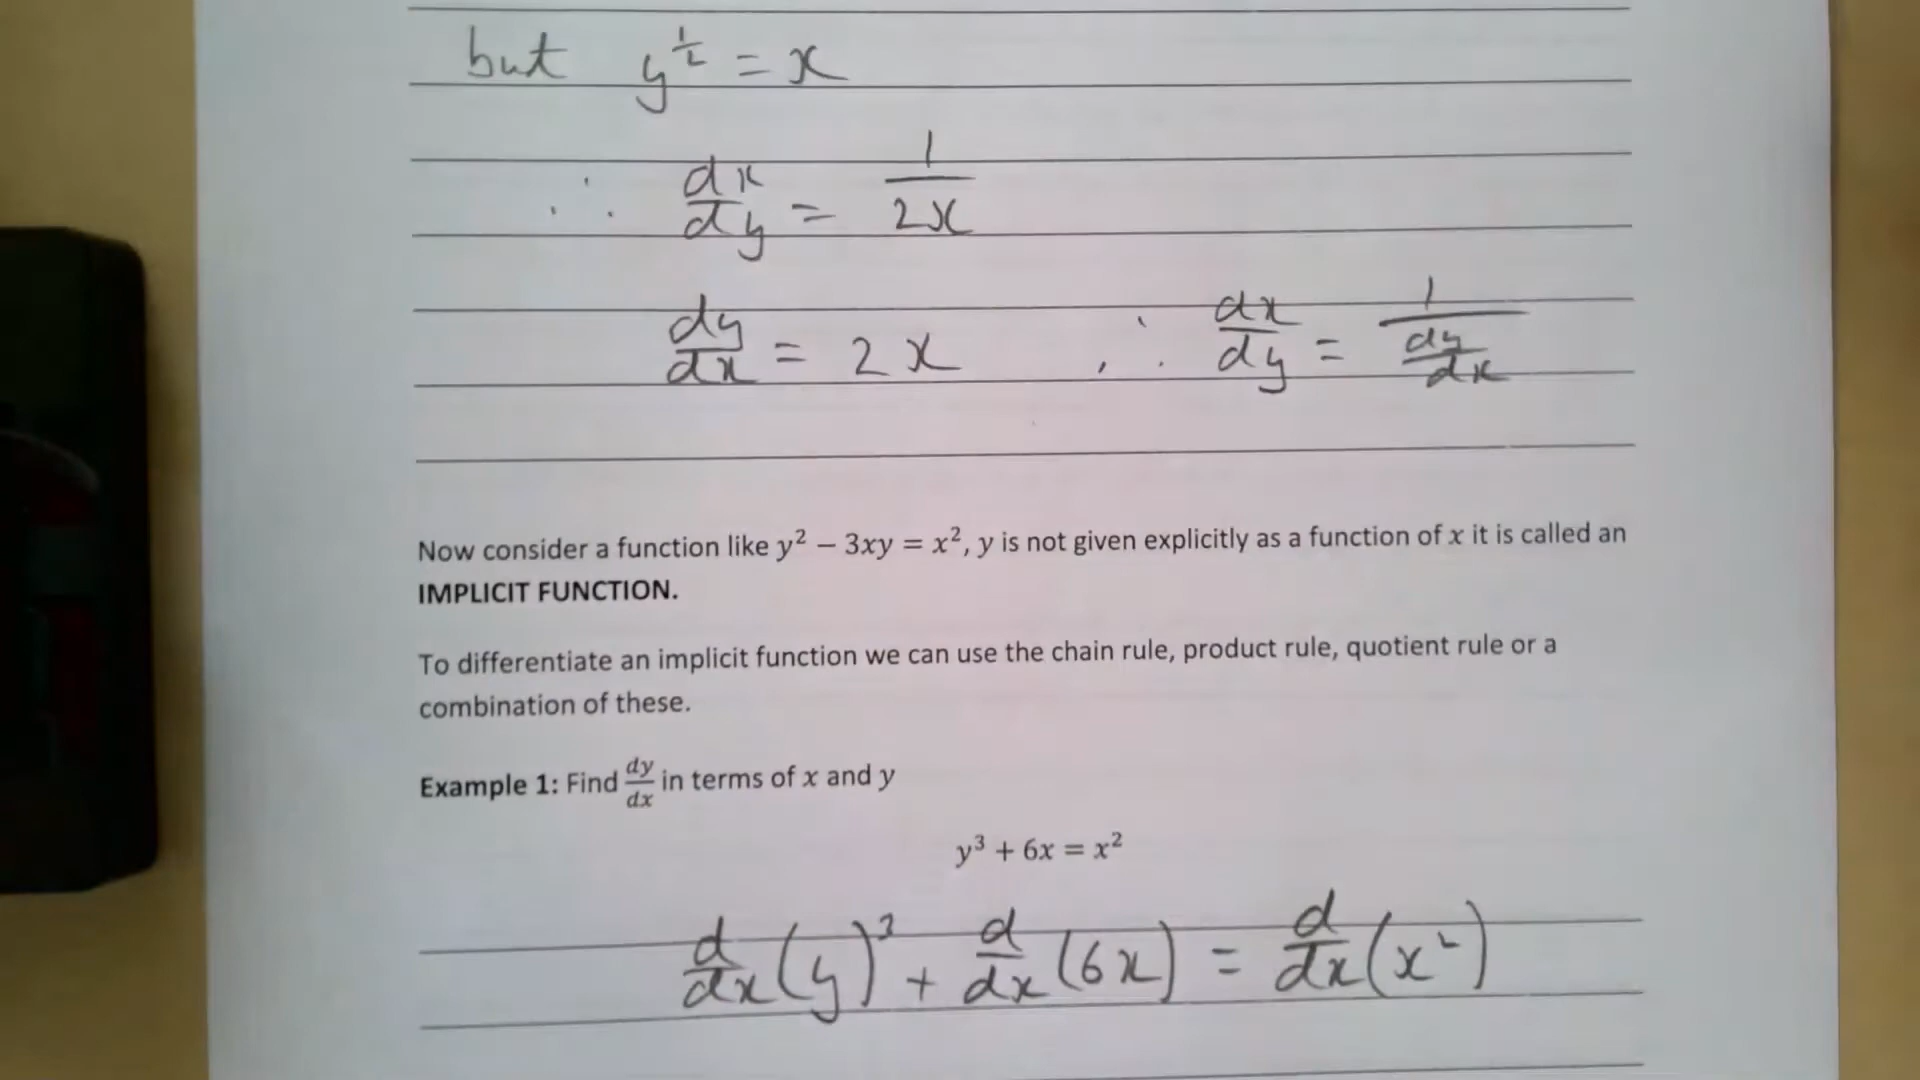 but y^½ = x
∴ dx/dy = 1/2x
dy/dx = 2x ∴ dx/dy = 1/(dy/dx)
Now consider a function like y² − 3xy = x², y is not given explicitly as a function of x it is called an
IMPLICIT FUNCTION.
To differentiate an implicit function we can use the chain rule, product rule, quotient rule or a
combination of these.
Example 1: Find dy/dx in terms of x and y
y³ + 6x = x²
d/dx (y)³ + d/dx (6x) = d/dx (x²)